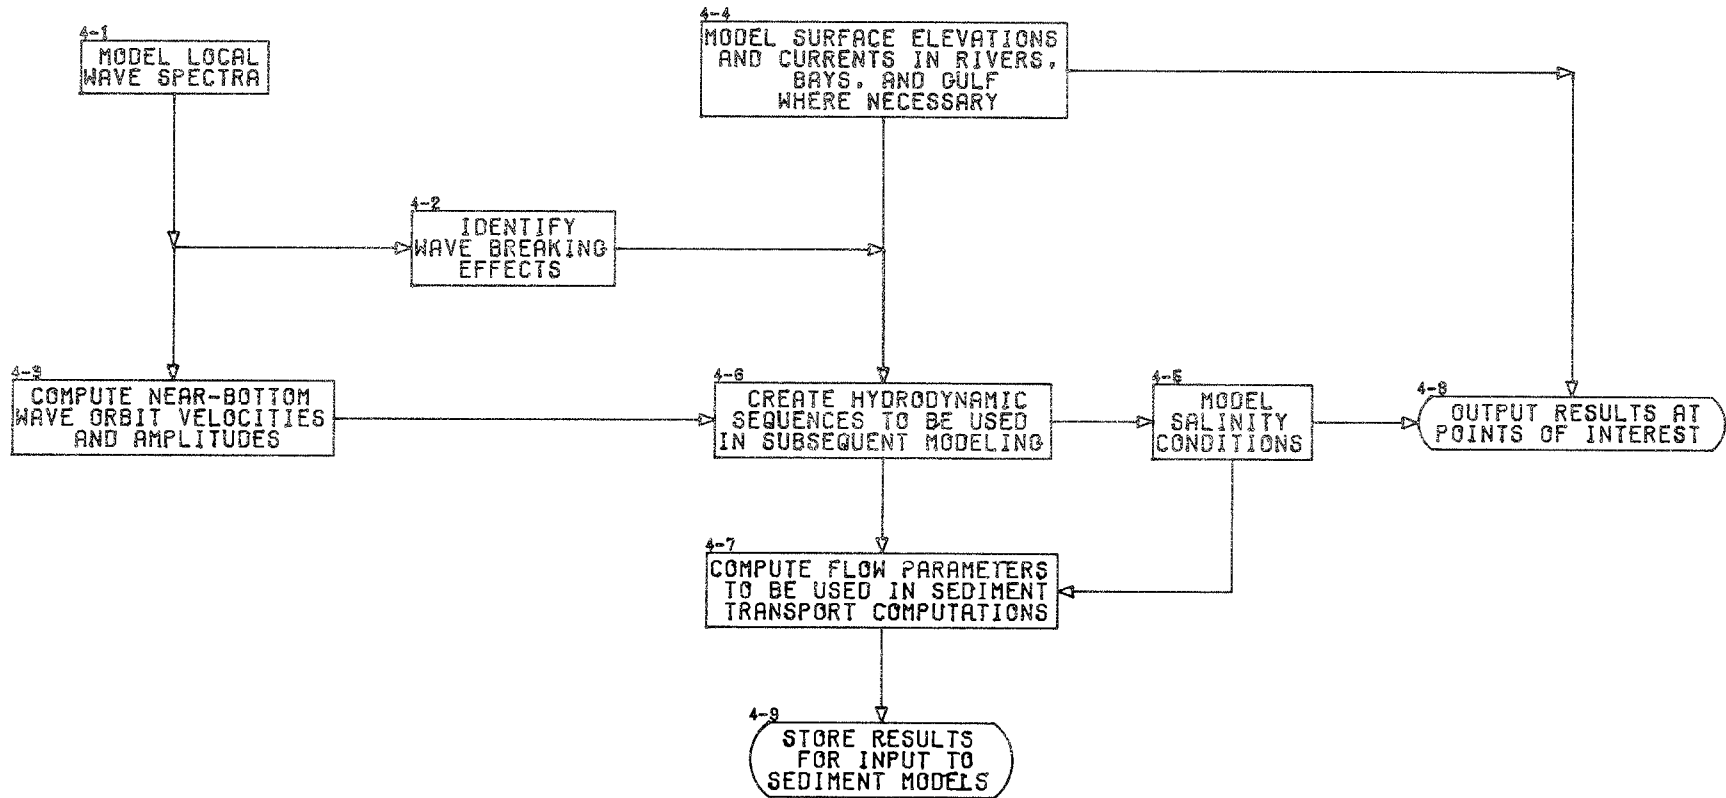 4-1
MODEL LOCAL
WAVE SPECTRA
4-4
MODEL SURFACE ELEVATIONS
AND CURRENTS IN RIVERS,
BAYS, AND GULF
WHERE NECESSARY
4-2
IDENTIFY
WAVE BREAKING
EFFECTS
4-3
COMPUTE NEAR-BOTTOM
WAVE ORBIT VELOCITIES
AND AMPLITUDES
4-6
CREATE HYDRODYNAMIC
SEQUENCES TO BE USED
IN SUBSEQUENT MODELING
4-5
MODEL
SALINITY
CONDITIONS
4-8
OUTPUT RESULTS AT
POINTS OF INTEREST
4-7
COMPUTE FLOW PARAMETERS
TO BE USED IN SEDIMENT
TRANSPORT COMPUTATIONS
4-9
STORE RESULTS
FOR INPUT TO
SEDIMENT MODELS